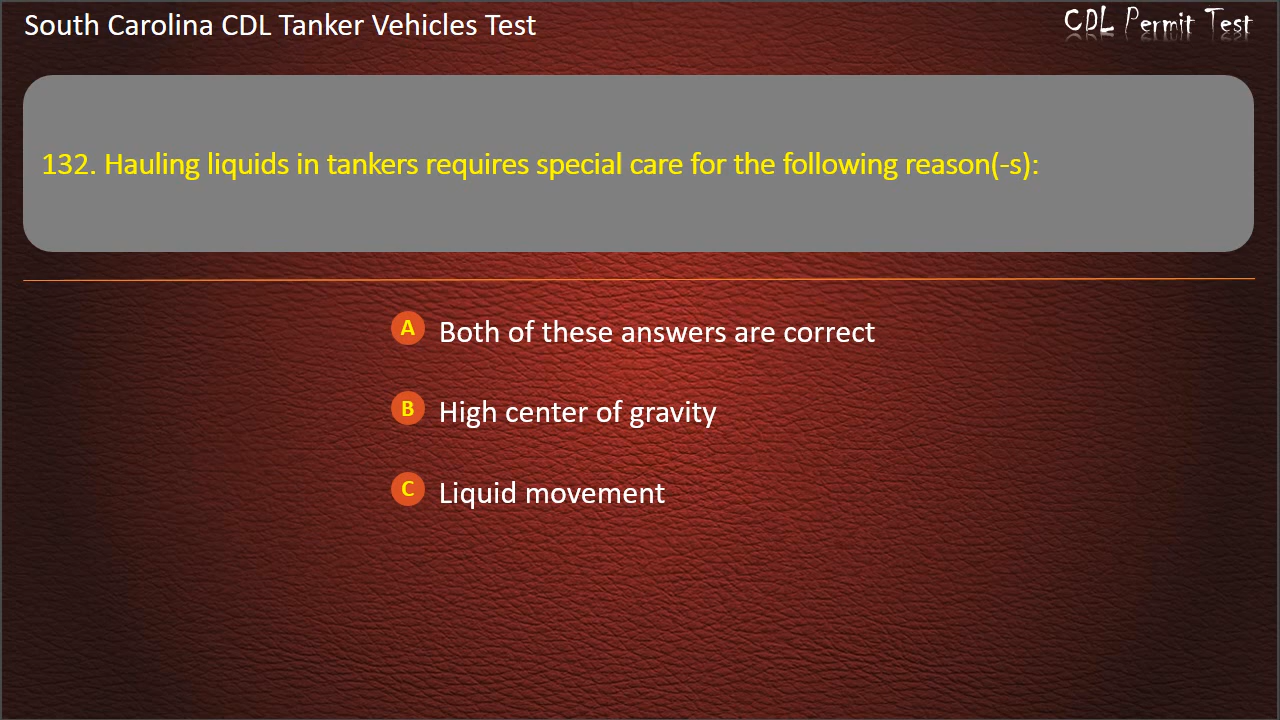 South Carolina CDL Tanker Vehicles Test
CDL Permit Test
132. Hauling liquids in tankers requires special care for the following reason(-s):
A Both of these answers are correct
B High center of gravity
C Liquid movement